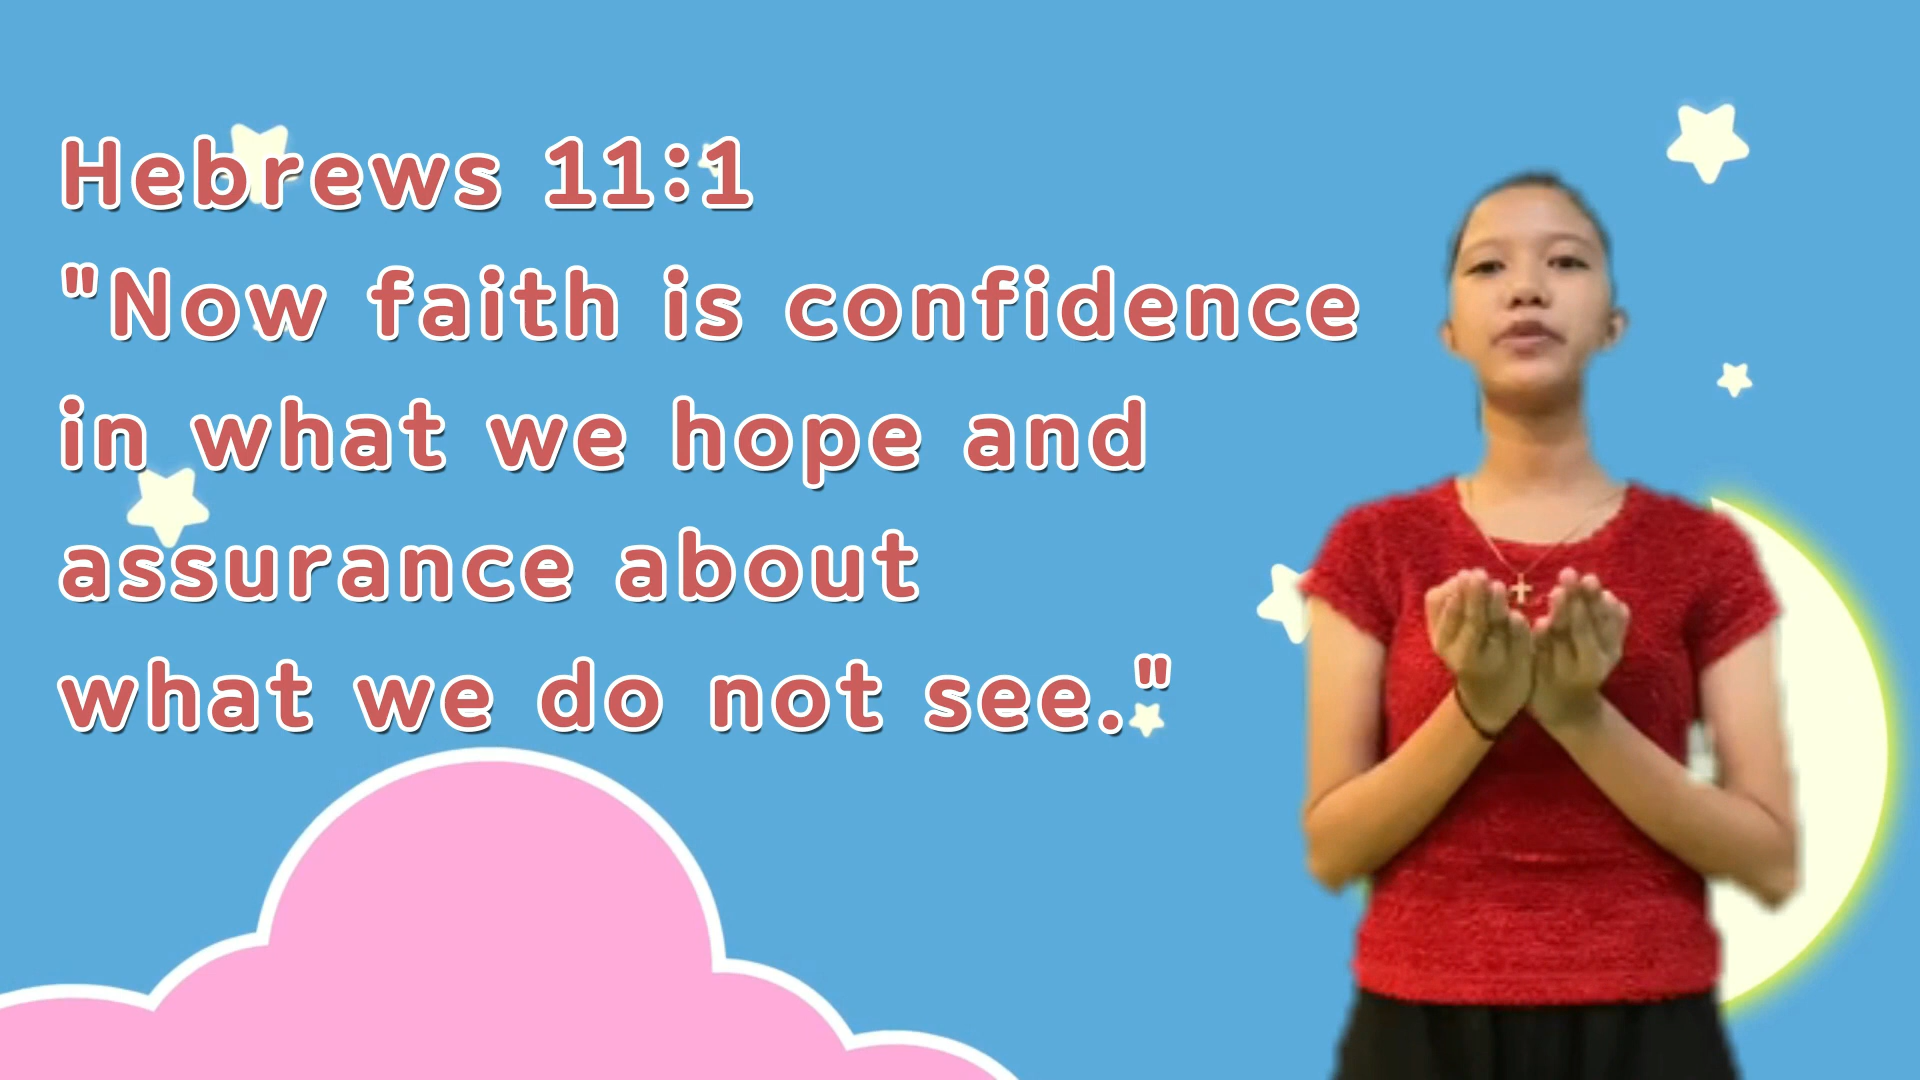 Hebrews 11:1
"Now faith is confidence
in what we hope and
assurance about
what we do not see."